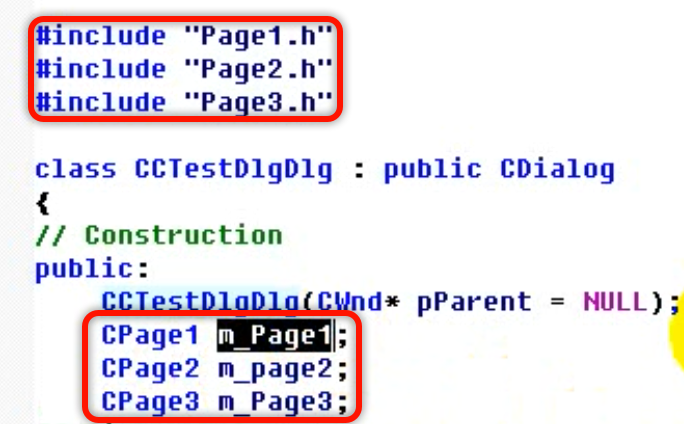 #include "Page1.h"
#include "Page2.h"
#include "Page3.h"
class CCTestDlgDlg : public CDialog
{
// Construction
public:
CCTestDlgDlg(CWnd* pParent = NULL);
CPage1 m_Page1;
CPage2 m_page2;
CPage3 m_Page3;